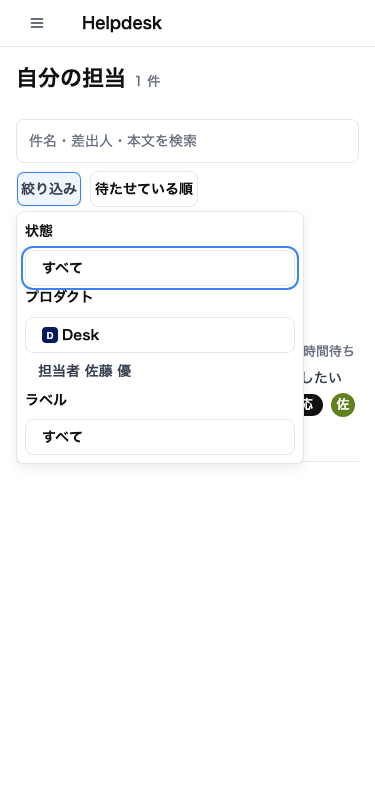 Helpdesk
自分の担当 1 件
件名・差出人・本文を検索
絞り込み 待たせている順
状態
すべて
プロダクト
D Desk
時間待ち
担当者 佐藤 優
したい
ラベル
応 佐
すべて